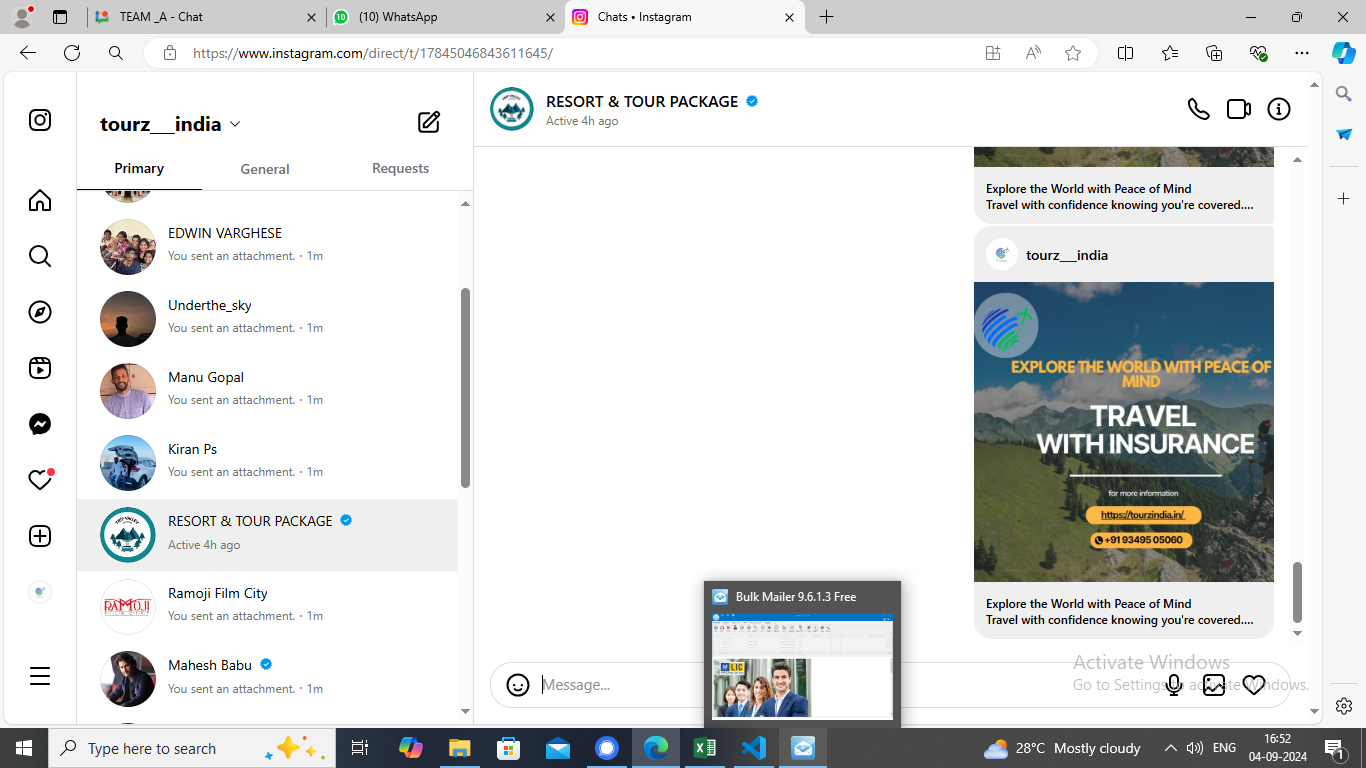 TEAM _A - Chat
(10) WhatsApp
Chats • Instagram
https://www.instagram.com/direct/t/17845046843611645/
tourz___india
Primary
General
Requests
EDWIN VARGHESE
You sent an attachment. · 1m
Underthe_sky
You sent an attachment. · 1m
Manu Gopal
You sent an attachment. · 1m
Kiran Ps
You sent an attachment. · 1m
RESORT & TOUR PACKAGE
Active 4h ago
Ramoji Film City
You sent an attachment. · 1m
Mahesh Babu
You sent an attachment. · 1m
RESORT & TOUR PACKAGE
Active 4h ago
Explore the World with Peace of Mind
Travel with confidence knowing you're covered....
tourz___india
EXPLORE THE WORLD WITH PEACE OF
MIND
TRAVEL
WITH INSURANCE
for more information
https://tourzindia.in/
+91 93495 05060
Explore the World with Peace of Mind
Travel with confidence knowing you're covered....
Message...
Activate Windows
Go to Settings to activate Windows.
Bulk Mailer 9.6.1.3 Free
LIC
Type here to search
28°C Mostly cloudy
ENG
16:52
04-09-2024
1